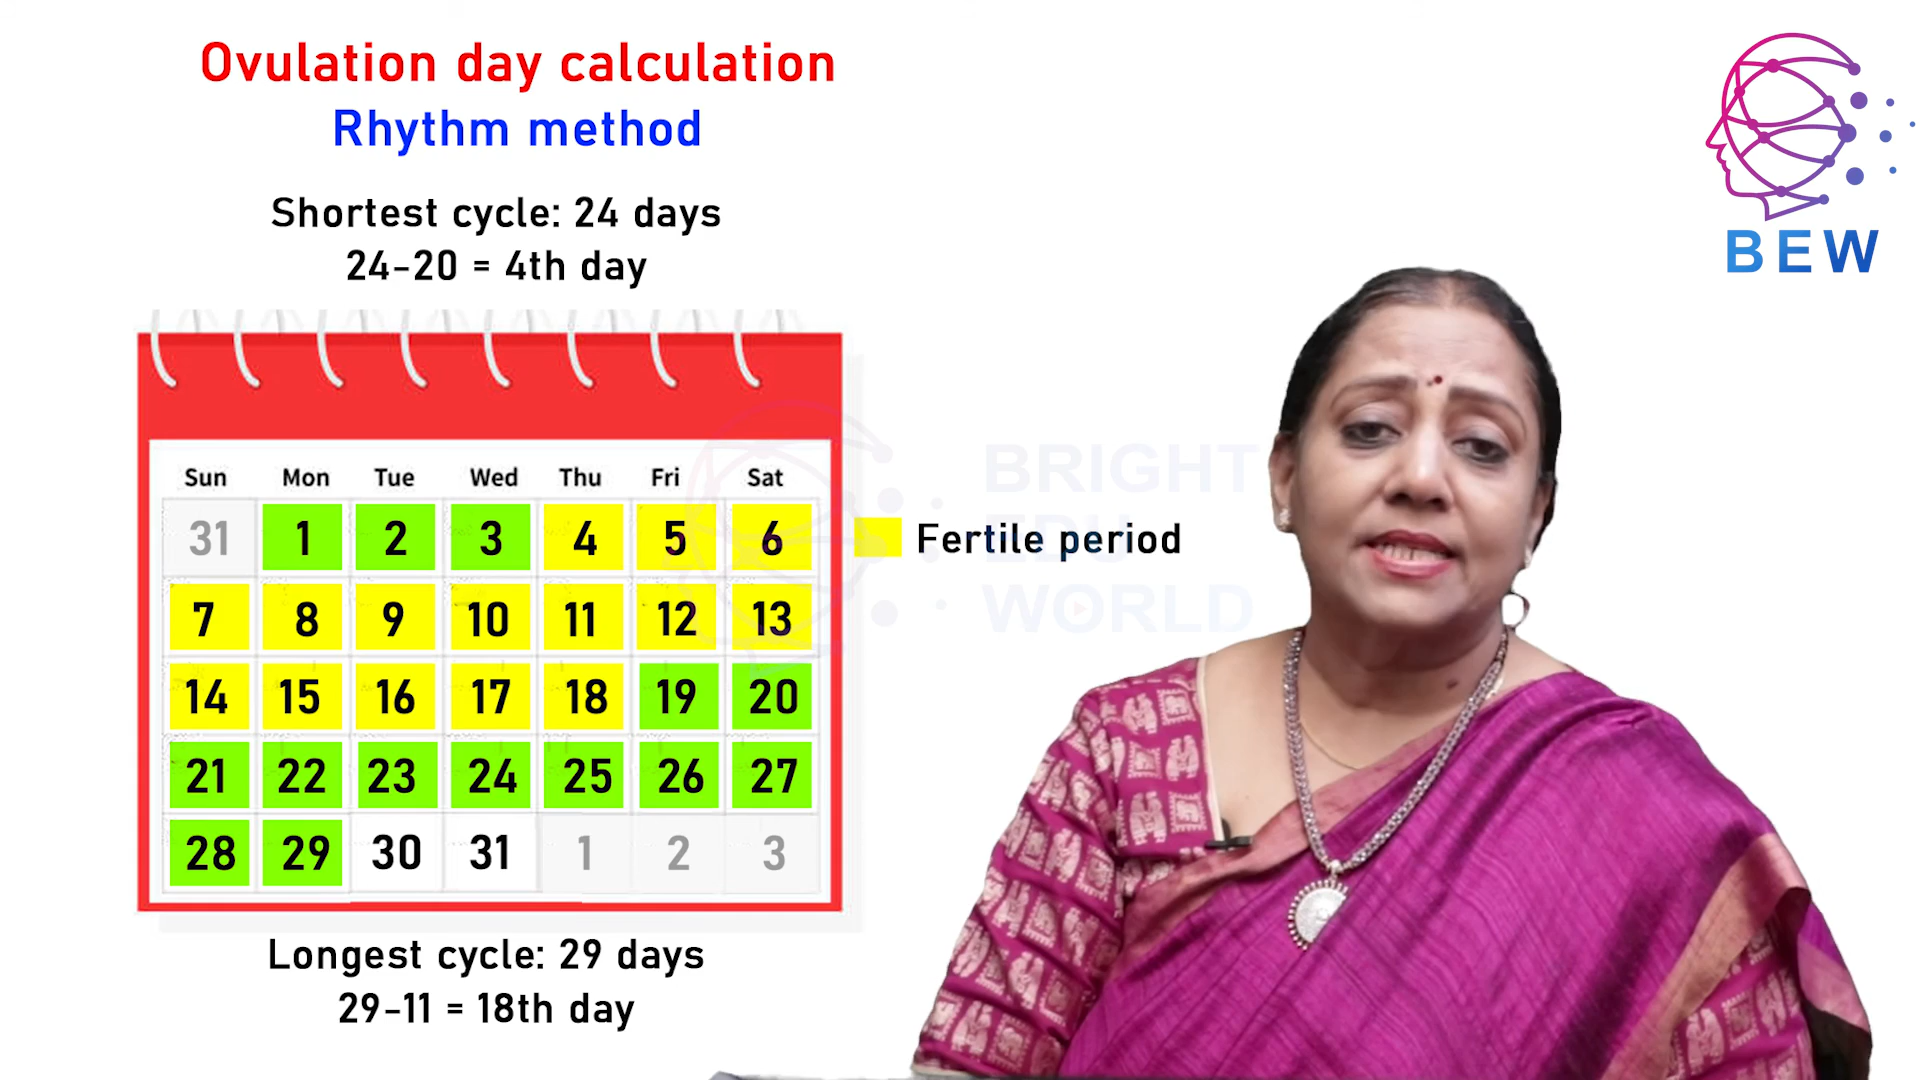 Ovulation day calculation
Rhythm method
Shortest cycle: 24 days
24-20 = 4th day
BEW
Sun Mon Tue Wed Thu Fri Sat
31 1 2 3 4 5 6
7 8 9 10 11 12 13
14 15 16 17 18 19 20
21 22 23 24 25 26 27
28 29 30 31 1 2 3
Fertile period
BRIGHT
EDU
WORLD
Longest cycle: 29 days
29-11 = 18th day